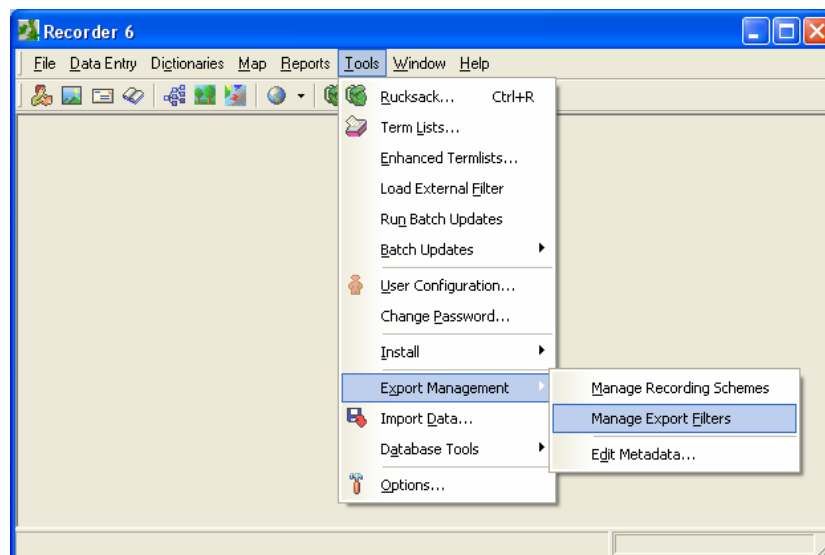 Recorder 6
File Data Entry Dictionaries Map Reports Tools Window Help
Rucksack... Ctrl+R
Term Lists...
Enhanced Termlists...
Load External Filter
Run Batch Updates
Batch Updates
User Configuration...
Change Password...
Install
Export Management
Manage Recording Schemes
Import Data...
Manage Export Filters
Database Tools
Edit Metadata...
Options...